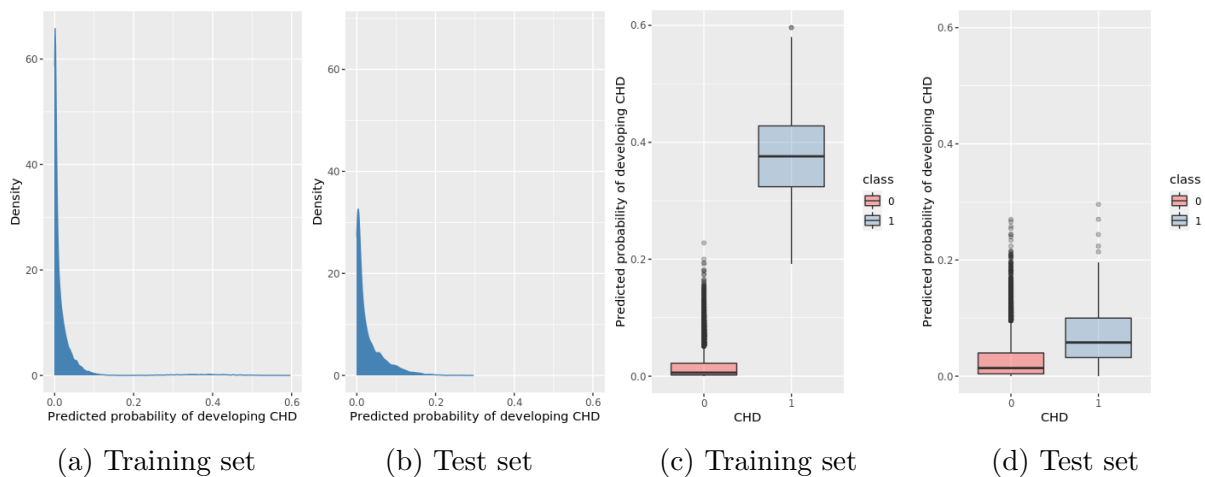 60
40
20
0
Density
0.0 0.2 0.4 0.6
Predicted probability of developing CHD
(a) Training set
60
40
20
0
Density
0.0 0.2 0.4 0.6
Predicted probability of developing CHD
(b) Test set
0.6
0.4
0.2
0.0
Predicted probability of developing CHD
0 1
CHD
class
0
1
(c) Training set
0.6
0.4
0.2
0.0
Predicted probability of developing CHD
0 1
CHD
class
0
1
(d) Test set